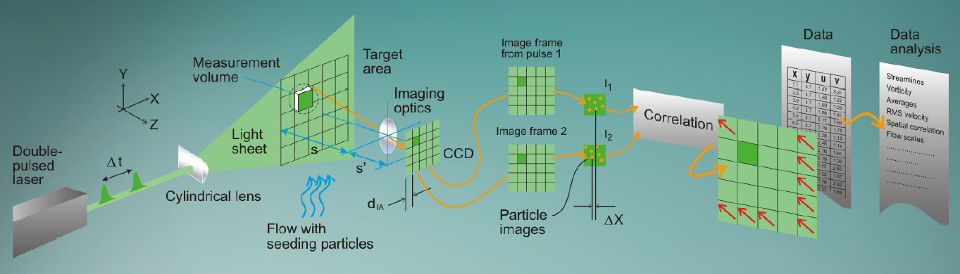 Double-
pulsed
laser
Δt
Y
X
Z
Cylindrical lens
Measurement
volume
Light
sheet
Flow with
seeding particles
Target
area
s
s'
Imaging
optics
CCD
dIA
Image frame
from pulse 1
Image frame 2
I1
I2
Particle
images
ΔX
Correlation
Data
x y u v
Data
analysis
Streamlines
Vorticity
Averages
RMS velocity
Spatial correlation
Flow scales